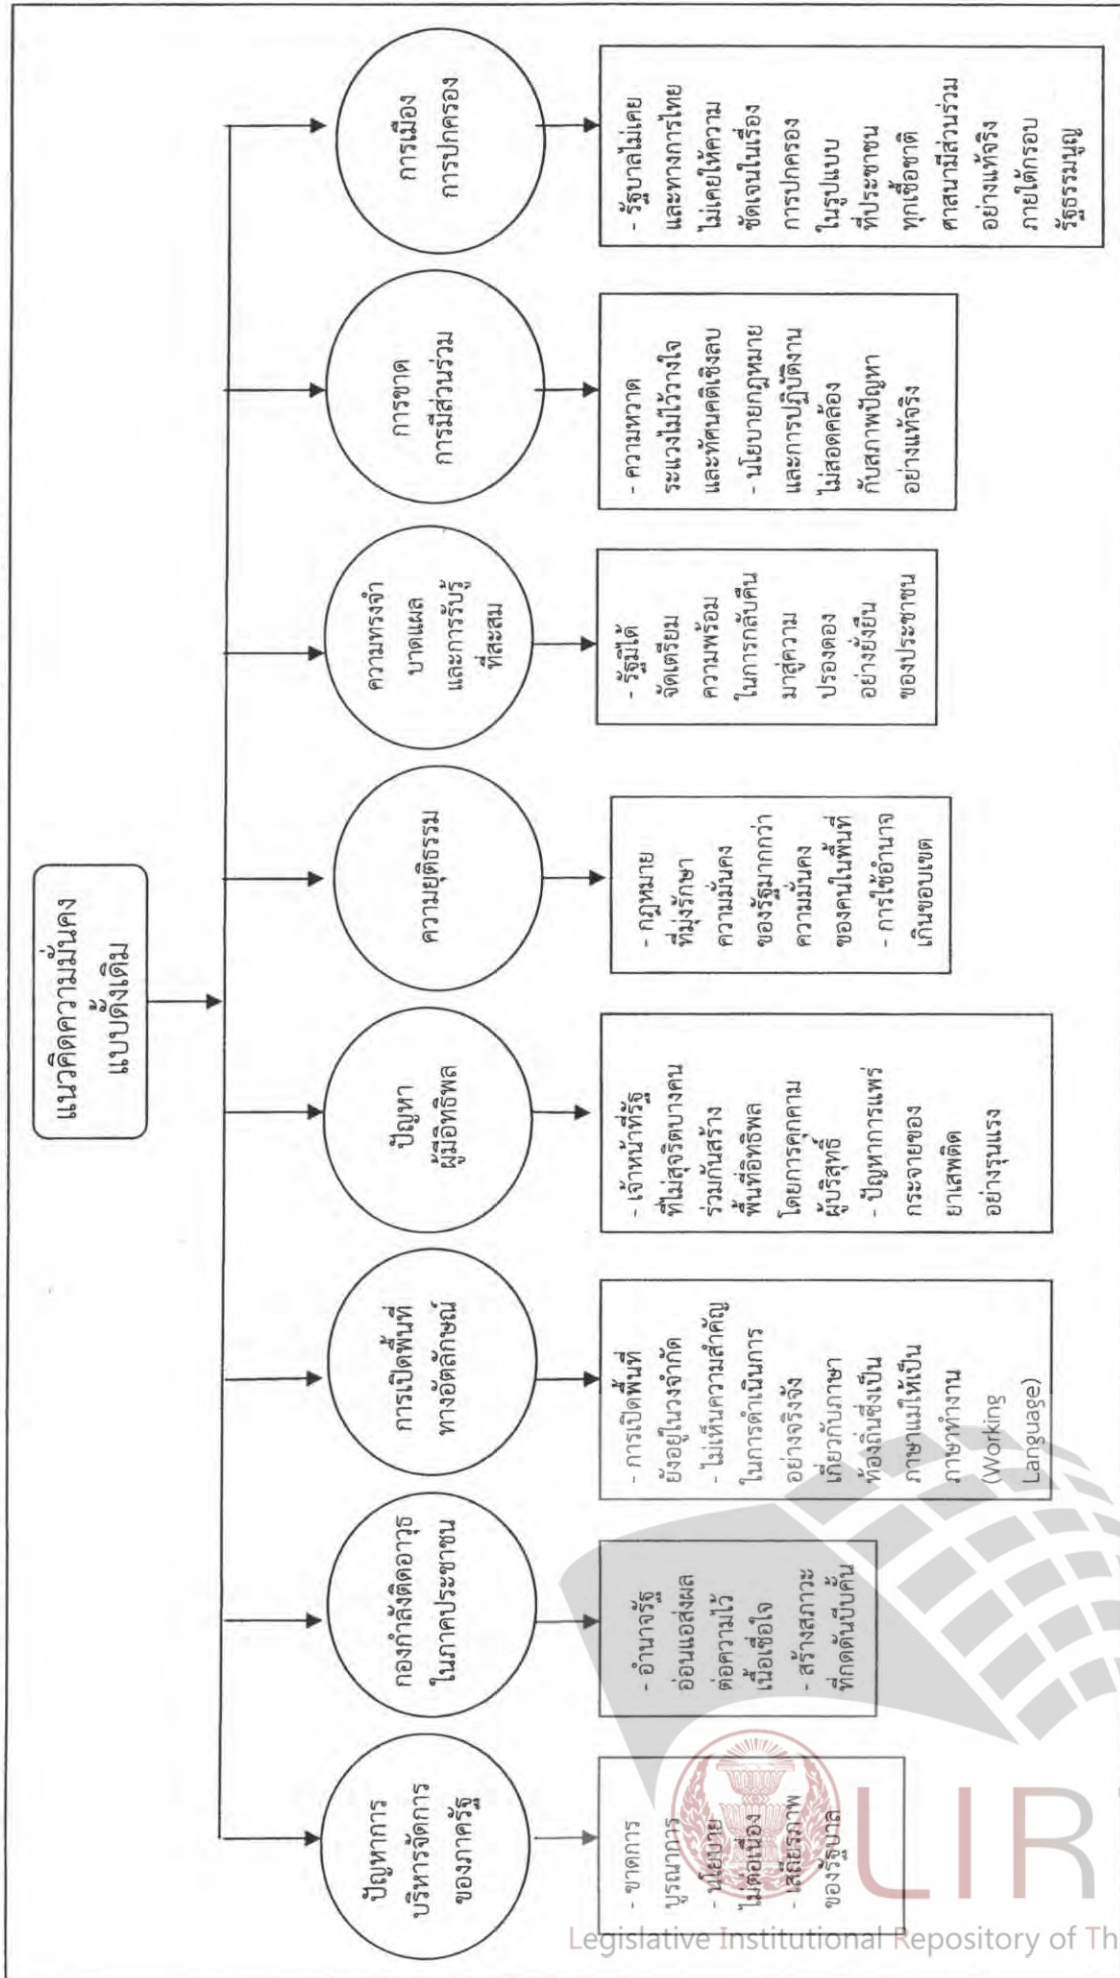 แนวคิดความมั่นคง
แบบดั้งเดิม
ปัญหาการ
บริหารจัดการ
ของภาครัฐ
- ขาดการ
บูรณาการ
- นโยบาย
ไม่ต่อเนื่อง
- เสถียรภาพ
ของรัฐบาล
กองกำลังติดอาวุธ
ในภาคประชาชน
- อำนาจรัฐ
อ่อนแอส่งผล
ต่อความไว้
เนื้อเชื่อใจ
- สร้างสภาวะ
ที่กดดันบีบคั้น
การเปิดพื้นที่
ทางอัตลักษณ์
- การเปิดพื้นที่
ยังอยู่ในวงจำกัด
- ไม่เห็นความสำคัญ
ในการดำเนินการ
อย่างจริงจัง
เกี่ยวกับภาษา
ท้องถิ่นซึ่งเป็น
ภาษาแม่ให้เป็น
ภาษาทำงาน
(Working
Language)
ปัญหา
ผู้มีอิทธิพล
- เจ้าหน้าที่รัฐ
ที่ไม่สุจริตบางคน
ร่วมกันสร้าง
พื้นที่อิทธิพล
โดยการคุกคาม
ผู้บริสุทธิ์
- ปัญหาการแพร่
กระจายของ
ยาเสพติด
อย่างรุนแรง
ความยุติธรรม
- กฎหมาย
ที่มุ่งรักษา
ความมั่นคง
ของรัฐมากกว่า
ความมั่นคง
ของคนในพื้นที่
- การใช้อำนาจ
เกินขอบเขต
ความทรงจำ
บาดแผล
และการรับรู้
ที่สะสม
- รัฐมิได้
จัดเตรียม
ความพร้อม
ในการกลับคืน
มาสู่ความ
ปรองดอง
อย่างยั่งยืน
ของประชาชน
การขาด
การมีส่วนร่วม
- ความหวาด
ระแวงไม่ไว้วางใจ
และทัศนคติเชิงลบ
- นโยบายกฎหมาย
และการปฏิบัติงาน
ไม่สอดคล้อง
กับสภาพปัญหา
อย่างแท้จริง
การเมือง
การปกครอง
- รัฐบาลไม่เคย
และทางการไทย
ไม่เคยให้ความ
ชัดเจนในเรื่อง
การปกครอง
ในรูปแบบ
ที่ประชาชน
ทุกเชื้อชาติ
ศาสนามีส่วนร่วม
อย่างแท้จริง
ภายใต้กรอบ
รัฐธรรมนูญ
LIR
Legislative Institutional Repository of Th